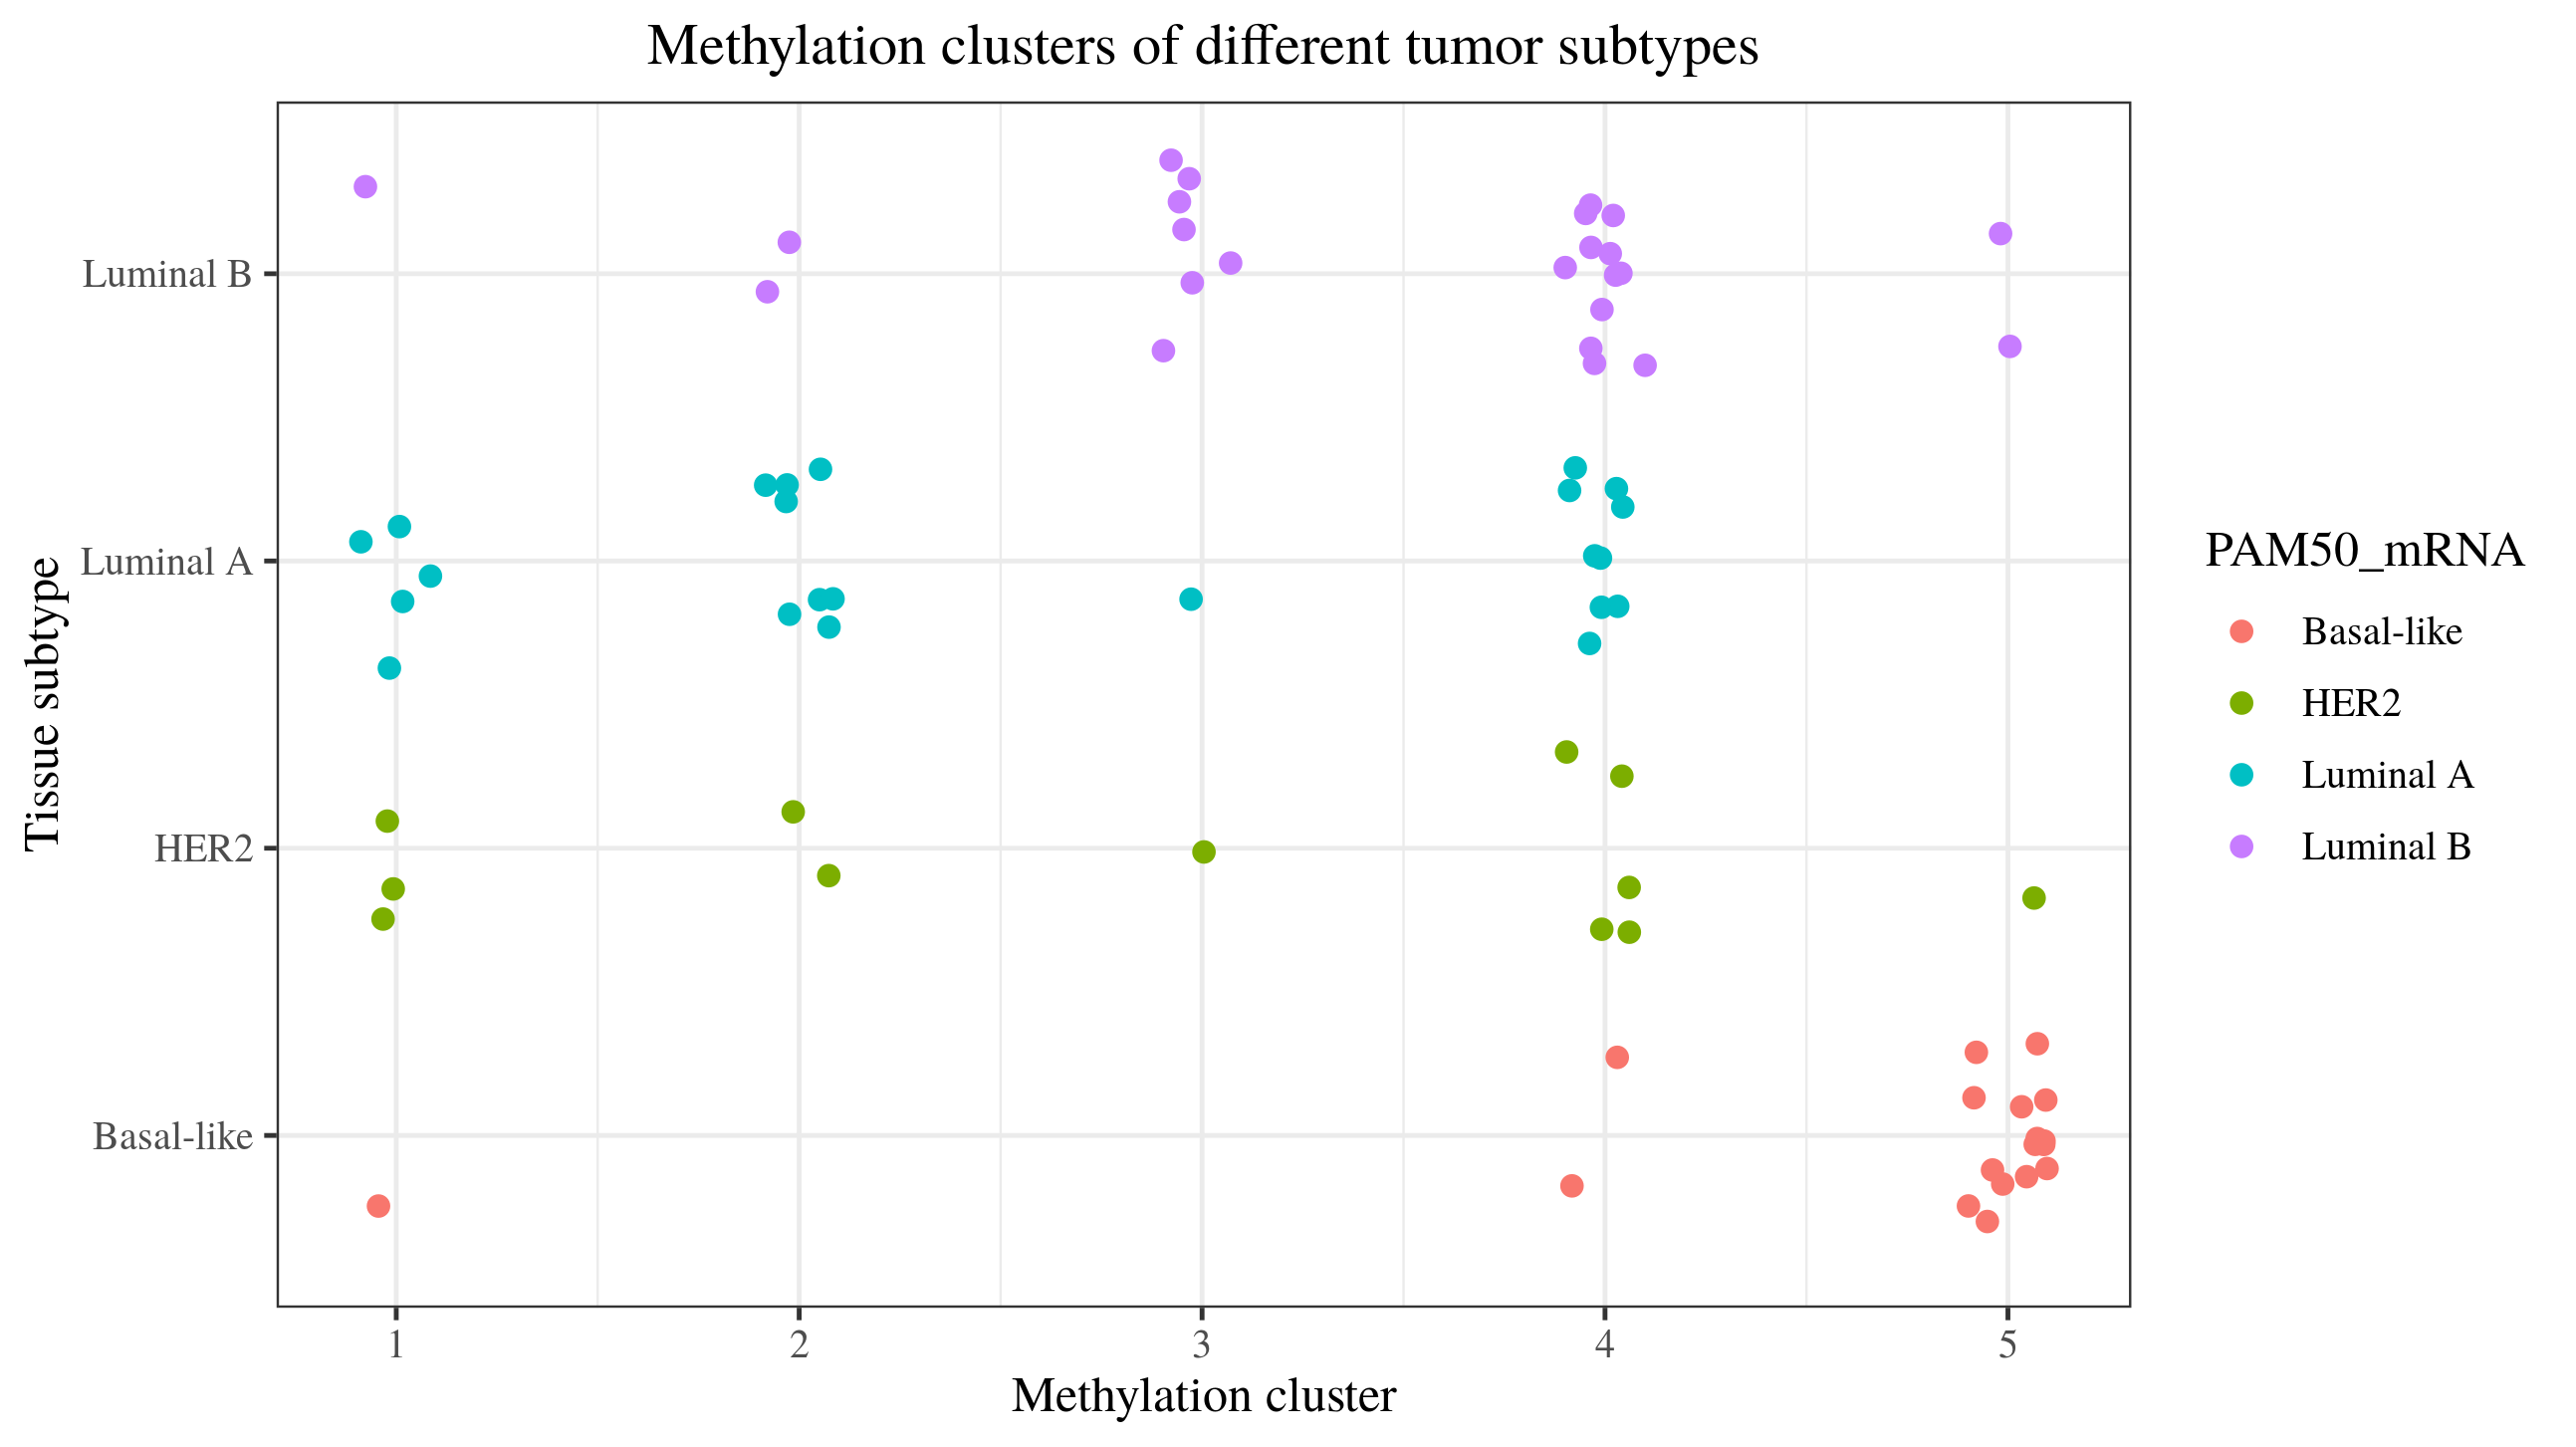 Methylation clusters of different tumor subtypes
Tissue subtype
Luminal B
Luminal A
HER2
Basal-like
1
2
3
4
5
Methylation cluster
PAM50_mRNA
Basal-like
HER2
Luminal A
Luminal B